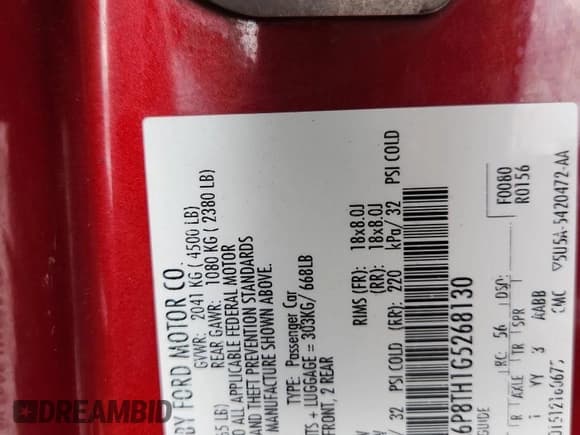 BY FORD MOTOR CO.
GVWR: 2041 KG ( 4500 LB)
REAR GAWR: 1080 KG ( 2380 LB)
ALL APPLICABLE FEDERAL MOTOR
AND THEFT PREVENTION STANDARDS
MANUFACTURE SHOWN ABOVE.
TYPE: Passenger Car
+ LUGGAGE = 303KG/ 668LB
FRONT, 2 REAR
RIMS (FR): 18x8.0J
(RR): 18x8.0J
32 PSI COLD (RR): 220 kPa/ 32 PSI COLD
6P8TH1G5268130
F0080
R0156
RC: 56 DSO:
R AXLE TR SPR
I YY 3 AABB
CMC ▽5U5A-5420472-AA
DREAMBID